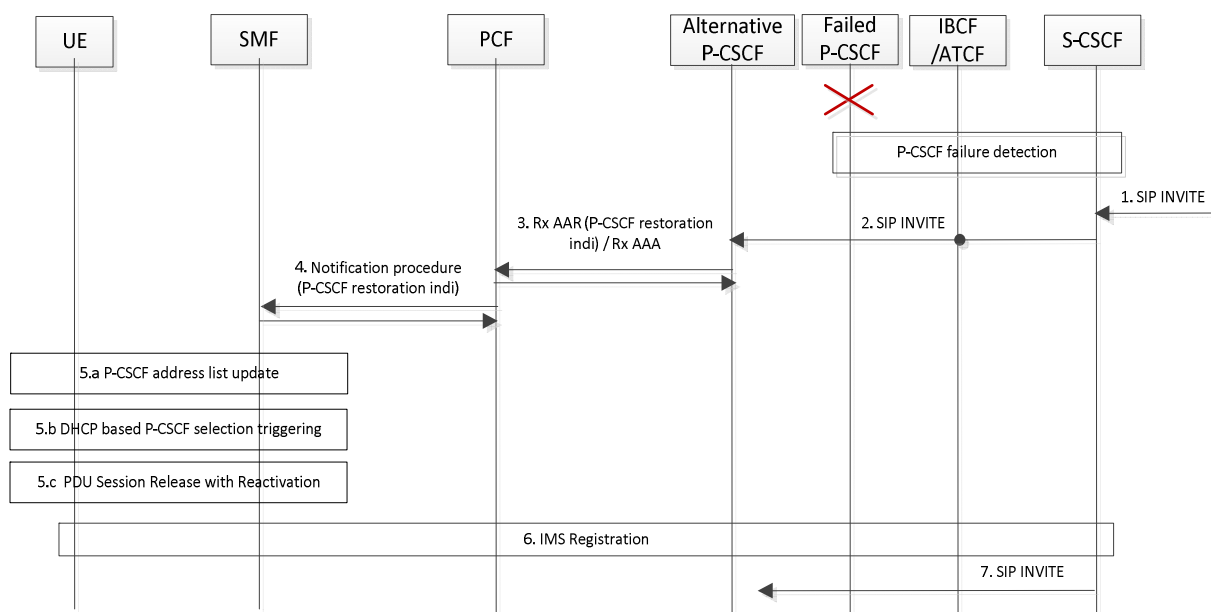 UE
SMF
PCF
Alternative
P-CSCF
Failed
P-CSCF
IBCF
/ATCF
S-CSCF
P-CSCF failure detection
1. SIP INVITE
2. SIP INVITE
3. Rx AAR (P-CSCF restoration
indi) / Rx AAA
4. Notification procedure
(P-CSCF restoration indi)
5.a P-CSCF address list update
5.b DHCP based P-CSCF selection triggering
5.c PDU Session Release with Reactivation
6. IMS Registration
7. SIP INVITE